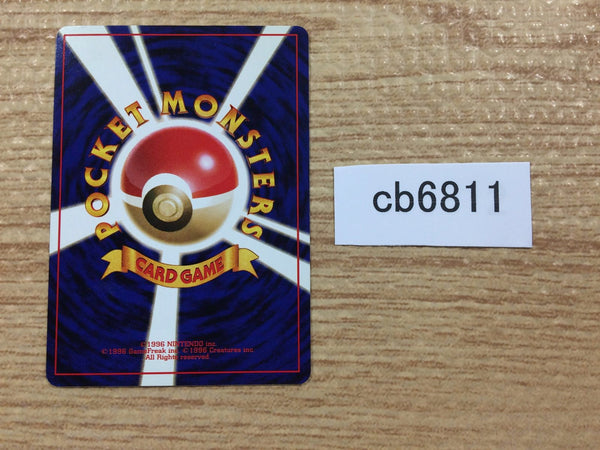 POCKET MONSTERS
CARD GAME
©1996 NINTENDO inc.
©1996 GameFreak inc. ©1996 Creatures inc.
All Rights reserved.
cb6811